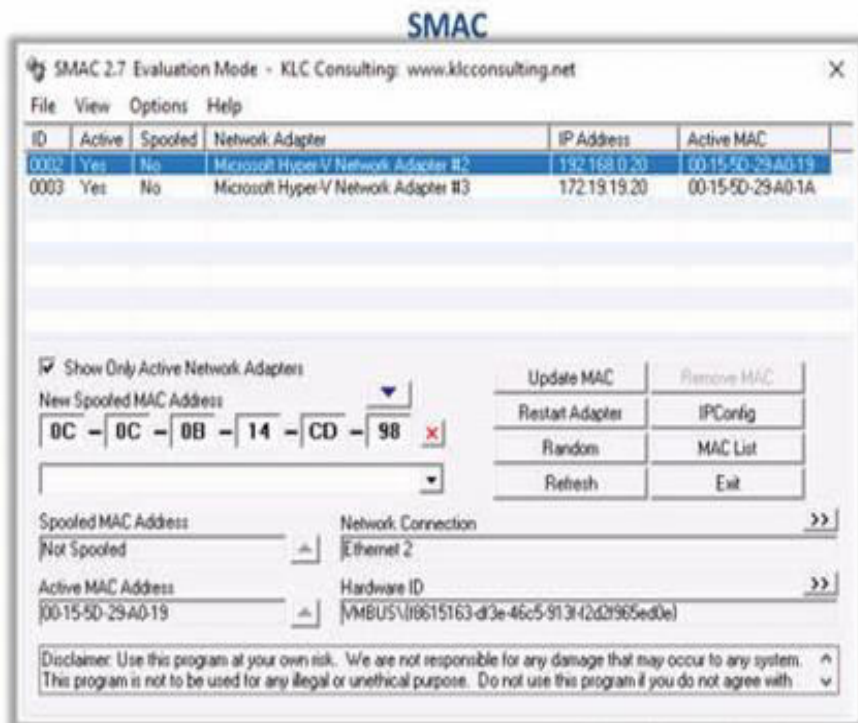 SMAC
SMAC 2.7 Evaluation Mode - KLC Consulting: www.klcconsulting.net
File View Options Help
ID Active Spoofed Network Adapter IP Address Active MAC
0002 Yes No Microsoft Hyper-V Network Adapter #2 192.168.0.20 00-15-5D-29-A0-19
0003 Yes No Microsoft Hyper-V Network Adapter #3 172.19.19.20 00-15-5D-29-A0-1A
Show Only Active Network Adapters
New Spoofed MAC Address
0C - 0C - 0B - 14 - CD - 98
Update MAC Remove MAC
Restart Adapter IPConfig
Random MAC List
Refresh Exit
Spoofed MAC Address
Not Spoofed
Network Connection >>
Ethernet 2
Active MAC Address
00-15-5D-29-A0-19
Hardware ID >>
VMBUS\{f8615163-df3e-46c5-913f-f2d2f965ed0e}
Disclaimer: Use this program at your own risk. We are not responsible for any damage that may occur to any system.
This program is not to be used for any illegal or unethical purpose. Do not use this program if you do not agree with